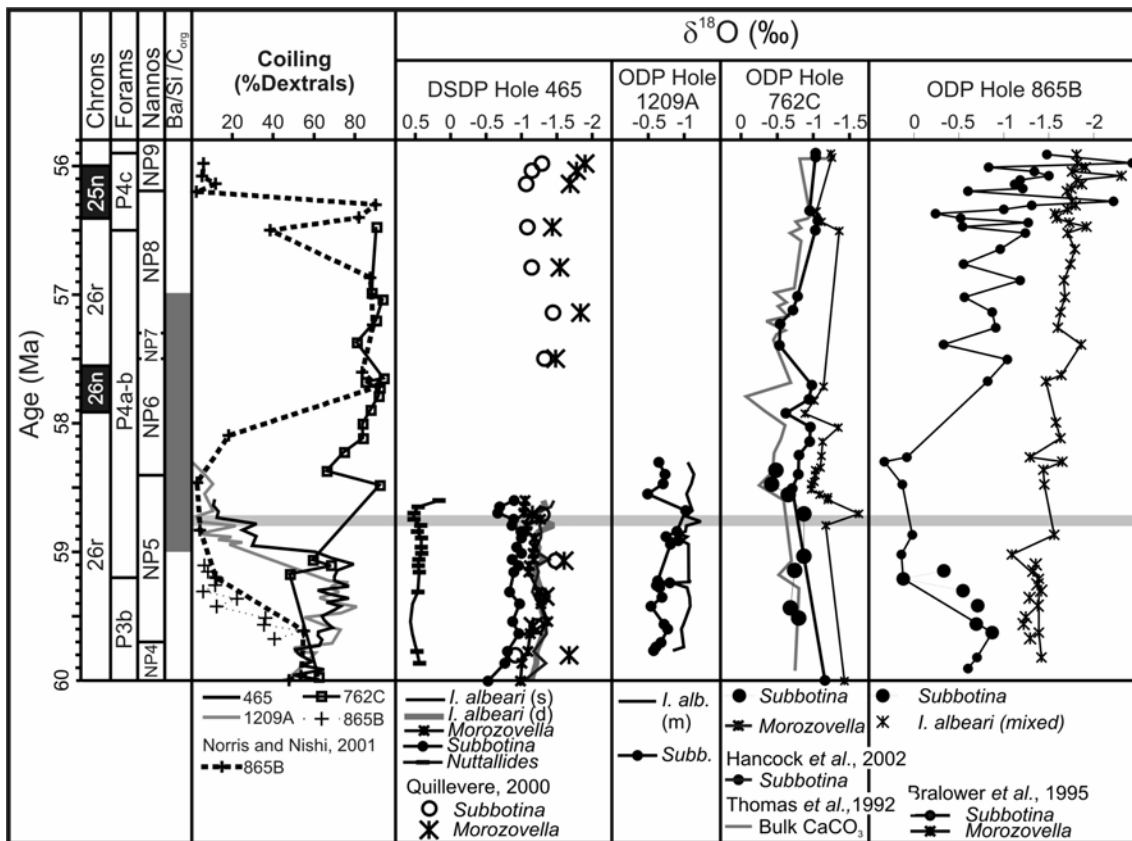 δ18O (‰)
Chrons
Forams
Nannos
Ba/Si /Corg
Coiling
(%Dextrals)
DSDP Hole 465
ODP Hole
1209A
ODP Hole
762C
ODP Hole 865B
20 40 60 80
0.5 0 -0.5 -1 -1.5 -2
-0.5 -1
0 -0.5 -1.0 -1.5
0 -0.5 -1 -1.5 -2
Age (Ma)
56
57
58
59
60
25n
26r
26n
26r
P4c
P4a-b
P3b
NP9
NP8
NP7
NP6
NP5
NP4
465 762C
1209A 865B
Norris and Nishi, 2001
865B
I. albeari (s)
I. albeari (d)
Morozovella
Subbotina
Nuttallides
Quillevere, 2000
Subbotina
Morozovella
I. alb.
(m)
Subb.
Subbotina
Morozovella
Hancock et al., 2002
Subbotina
Thomas et al.,1992
Bulk CaCO3
Subbotina
I. albeari (mixed)
Bralower et al., 1995
Subbotina
Morozovella